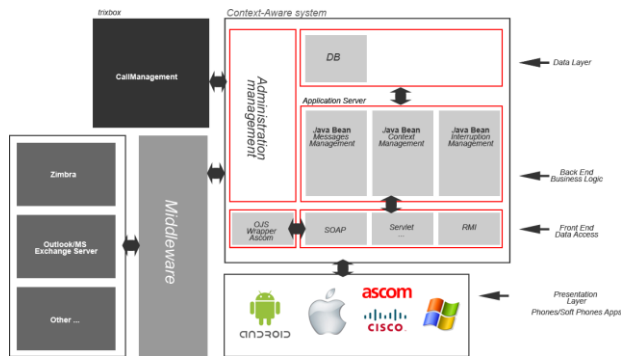 trixbox
Context-Aware system
CallManagement
Administration
management
DB
Data Layer
Application Server
Java Bean
Messages
Management
Java Bean
Context
Management
Java Bean
Interruption
Management
Back End
Business Logic
Zimbra
Outlook/MS
Exchange Server
Other ...
Middleware
OJS
Wrapper
Ascom
SOAP
Servlet
...
RMI
Front End
Data Access
ANDROID
ascom
CISCO
Presentation
Layer
Phones/Soft Phones Apps